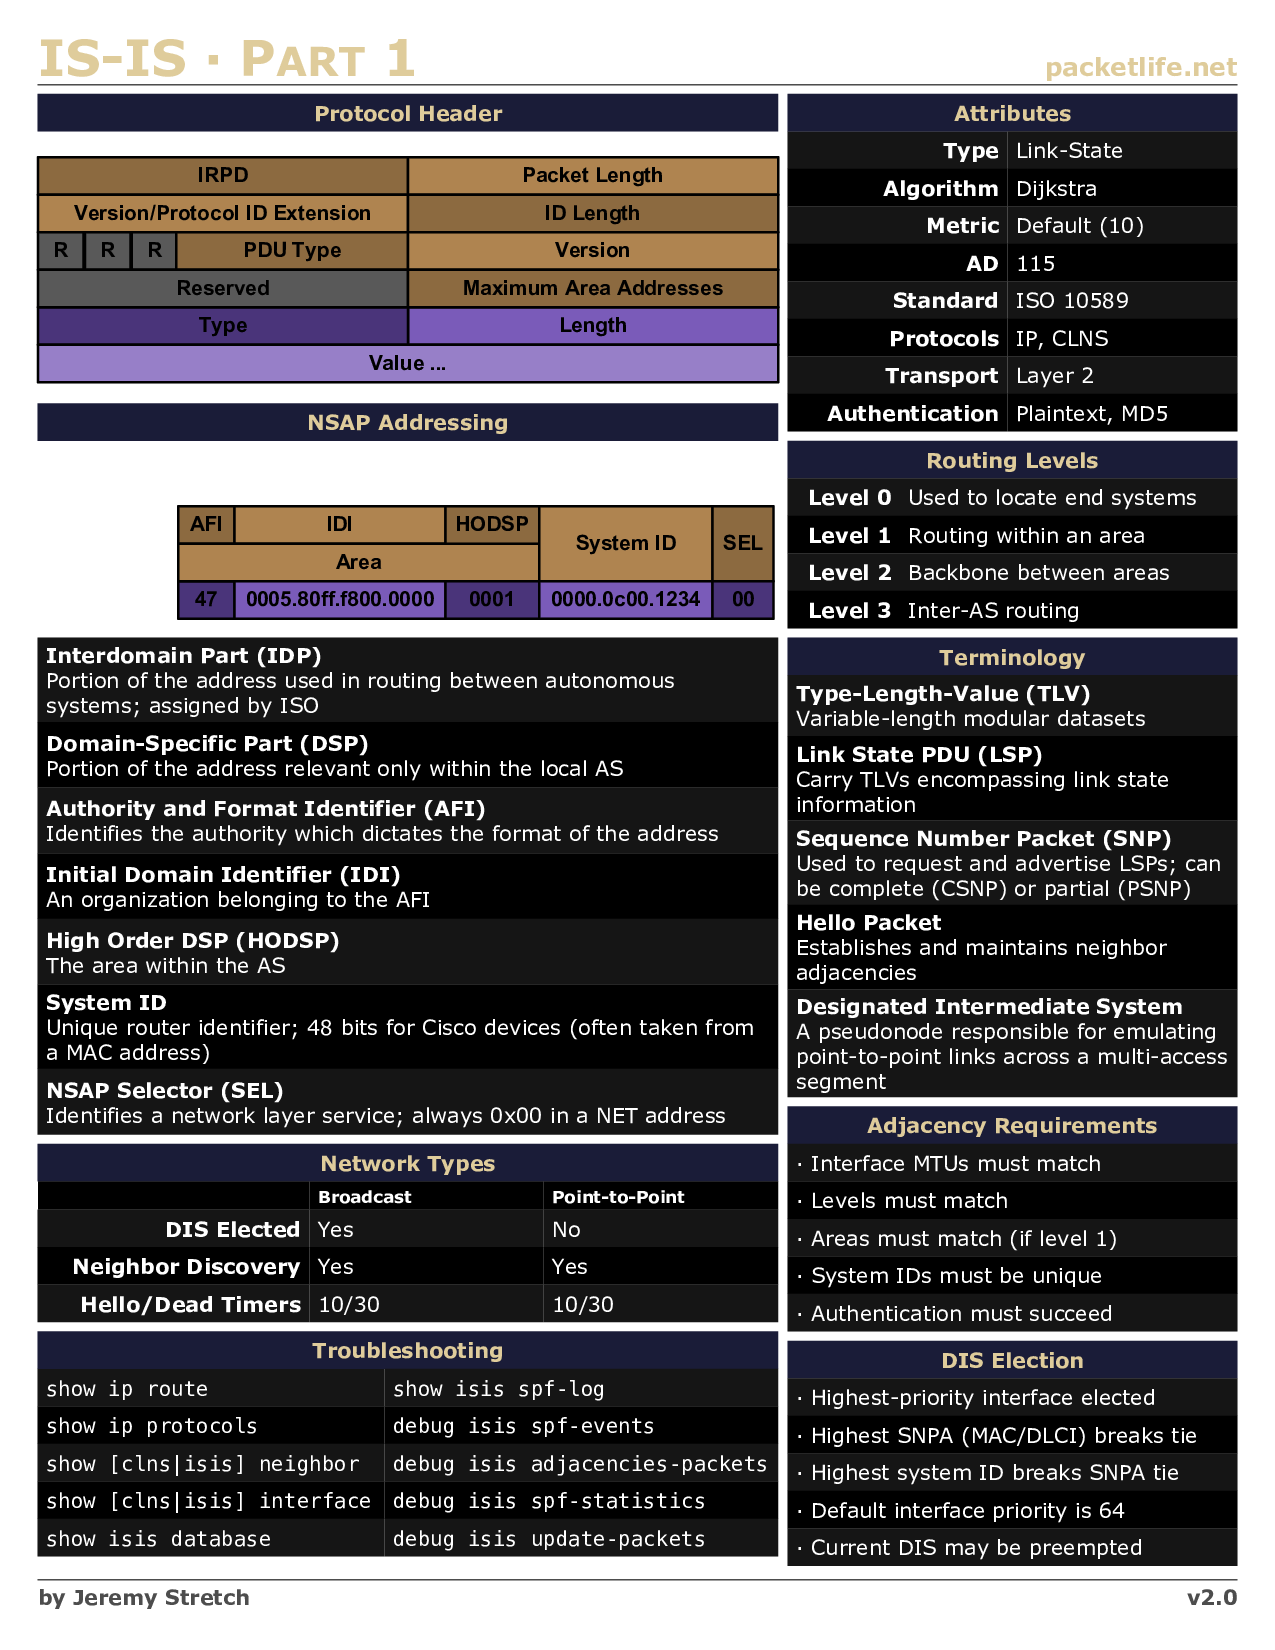 IS-IS · PART 1
packetlife.net
Protocol Header
IRPD Packet Length
Version/Protocol ID Extension ID Length
R R R PDU Type Version
Reserved Maximum Area Addresses
Type Length
Value ...
NSAP Addressing
AFI IDI HODSP System ID SEL
Area
47 0005.80ff.f800.0000 0001 0000.0c00.1234 00
Interdomain Part (IDP)
Portion of the address used in routing between autonomous
systems; assigned by ISO
Domain-Specific Part (DSP)
Portion of the address relevant only within the local AS
Authority and Format Identifier (AFI)
Identifies the authority which dictates the format of the address
Initial Domain Identifier (IDI)
An organization belonging to the AFI
High Order DSP (HODSP)
The area within the AS
System ID
Unique router identifier; 48 bits for Cisco devices (often taken from
a MAC address)
NSAP Selector (SEL)
Identifies a network layer service; always 0x00 in a NET address
Network Types
Broadcast Point-to-Point
DIS Elected Yes No
Neighbor Discovery Yes Yes
Hello/Dead Timers 10/30 10/30
Troubleshooting
show ip route show isis spf-log
show ip protocols debug isis spf-events
show [clns|isis] neighbor debug isis adjacencies-packets
show [clns|isis] interface debug isis spf-statistics
show isis database debug isis update-packets
Attributes
Type Link-State
Algorithm Dijkstra
Metric Default (10)
AD 115
Standard ISO 10589
Protocols IP, CLNS
Transport Layer 2
Authentication Plaintext, MD5
Routing Levels
Level 0 Used to locate end systems
Level 1 Routing within an area
Level 2 Backbone between areas
Level 3 Inter-AS routing
Terminology
Type-Length-Value (TLV)
Variable-length modular datasets
Link State PDU (LSP)
Carry TLVs encompassing link state
information
Sequence Number Packet (SNP)
Used to request and advertise LSPs; can
be complete (CSNP) or partial (PSNP)
Hello Packet
Establishes and maintains neighbor
adjacencies
Designated Intermediate System
A pseudonode responsible for emulating
point-to-point links across a multi-access
segment
Adjacency Requirements
· Interface MTUs must match
· Levels must match
· Areas must match (if level 1)
· System IDs must be unique
· Authentication must succeed
DIS Election
· Highest-priority interface elected
· Highest SNPA (MAC/DLCI) breaks tie
· Highest system ID breaks SNPA tie
· Default interface priority is 64
· Current DIS may be preempted
by Jeremy Stretch
v2.0